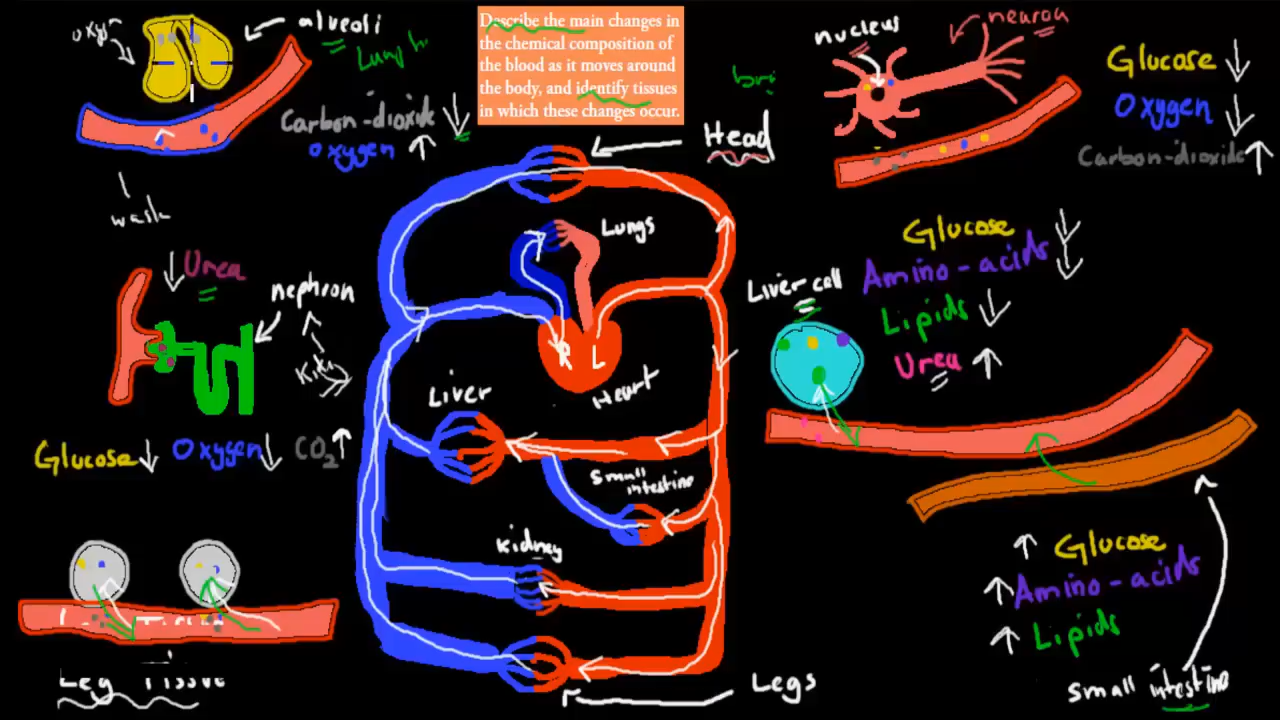 Describe the main changes in
the chemical composition of
the blood as it moves around
the body, and identify tissues
in which these changes occur.
alveoli
Carbon-dioxide
oxygen
wash
Head
nucleus
neuron
Glucose
Oxygen
Carbon-dioxide
Lungs
R L
Heart
Liver
Small
intestine
Kidney
Legs
Urea
nephron
Glucose Oxygen CO2
Leg Tissue
Liver cell
Glucose
Amino-acids
Lipids
Urea
Glucose
Amino-acids
Lipids
Small intestine